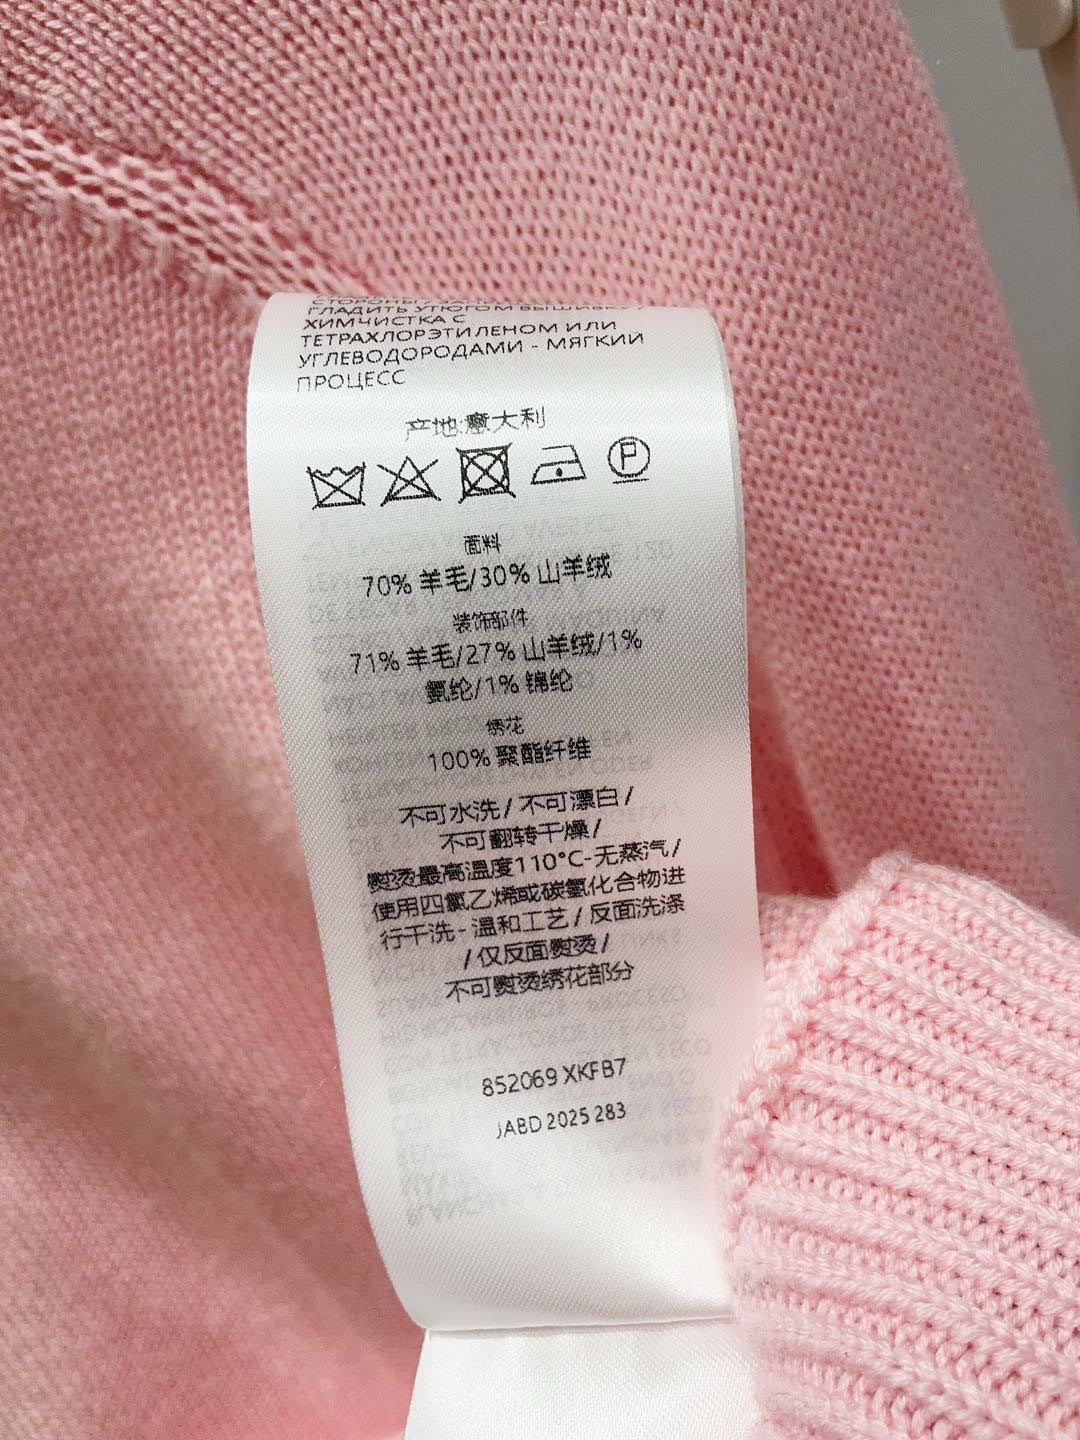 СТОРОНЫ /
ГЛАДИТЬ УТЮГОМ ВЫШИВКУ /
ХИМЧИСТКА С
ТЕТРАХЛОРЭТИЛЕНОМ ИЛИ
УГЛЕВОДОРОДАМИ - МЯГКИЙ
ПРОЦЕСС
产地:意大利
P
面料
70% 羊毛/30% 山羊绒
装饰部件
71% 羊毛/27% 山羊绒/1%
氨纶/1% 锦纶
绣花
100% 聚酯纤维
不可水洗 / 不可漂白 /
不可翻转干燥 /
熨烫最高温度110°C-无蒸汽 /
使用四氯乙烯或碳氢化合物进
行干洗 - 温和工艺 / 反面洗涤
/ 仅反面熨烫 /
不可熨烫绣花部分
852069 XKFB7
JABD 2025 283